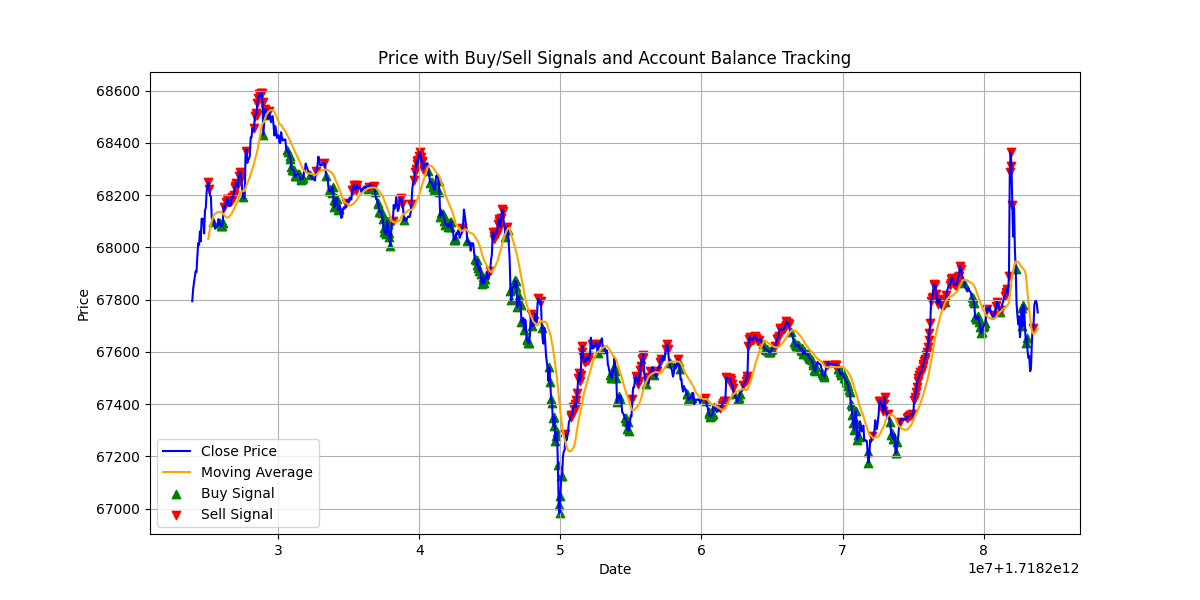 Price with Buy/Sell Signals and Account Balance Tracking
68600
68400
68200
68000
67800
67600
67400
67200
67000
Price
Close Price
Moving Average
Buy Signal
Sell Signal
3 4 5 6 7 8
Date
1e7+1.7182e12